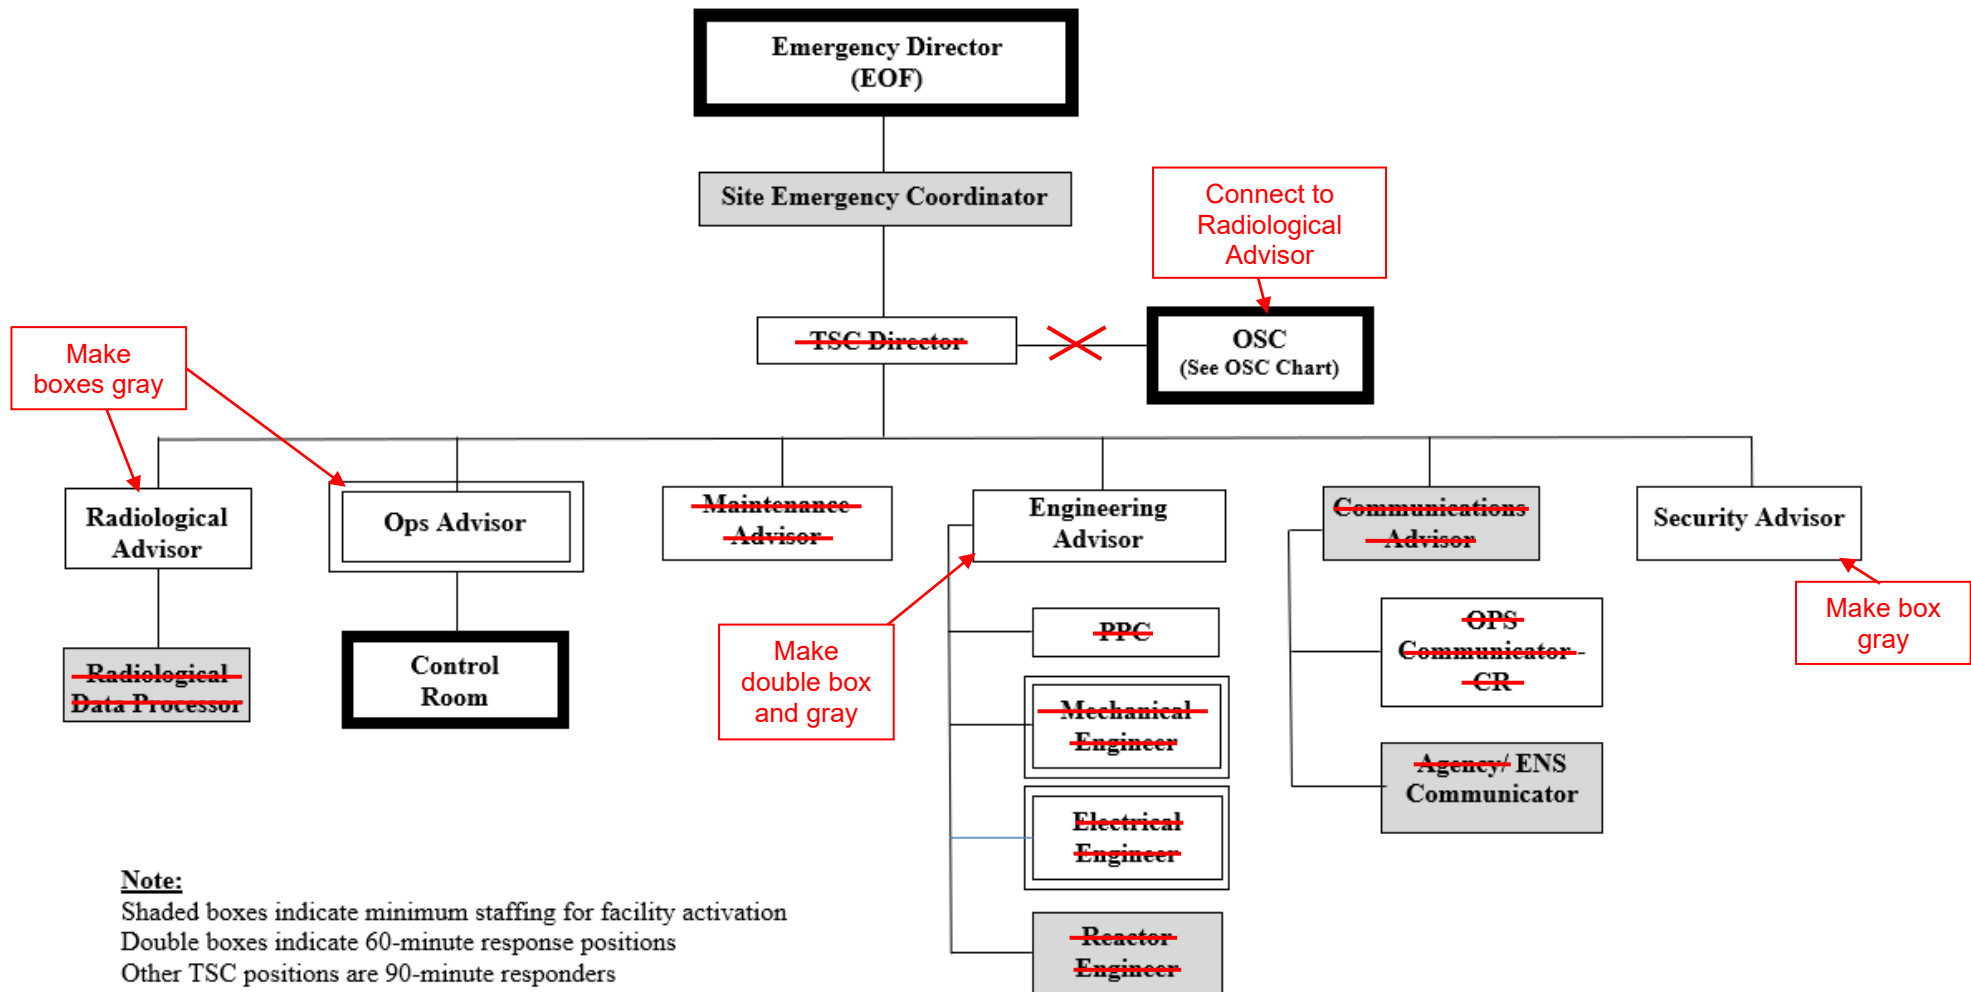 Emergency Director
(EOF)
Site Emergency Coordinator
Connect to
Radiological
Advisor
TSC Director
OSC
(See OSC Chart)
Make
boxes gray
Radiological
Advisor
Ops Advisor
Maintenance
Advisor
Engineering
Advisor
Communications
Advisor
Security Advisor
Radiological
Data Processor
Control
Room
Make
double box
and gray
PPC
Mechanical
Engineer
Electrical
Engineer
Reactor
Engineer
OPS
Communicator -
CR
Agency/ ENS
Communicator
Make box
gray
Note:
Shaded boxes indicate minimum staffing for facility activation
Double boxes indicate 60-minute response positions
Other TSC positions are 90-minute responders